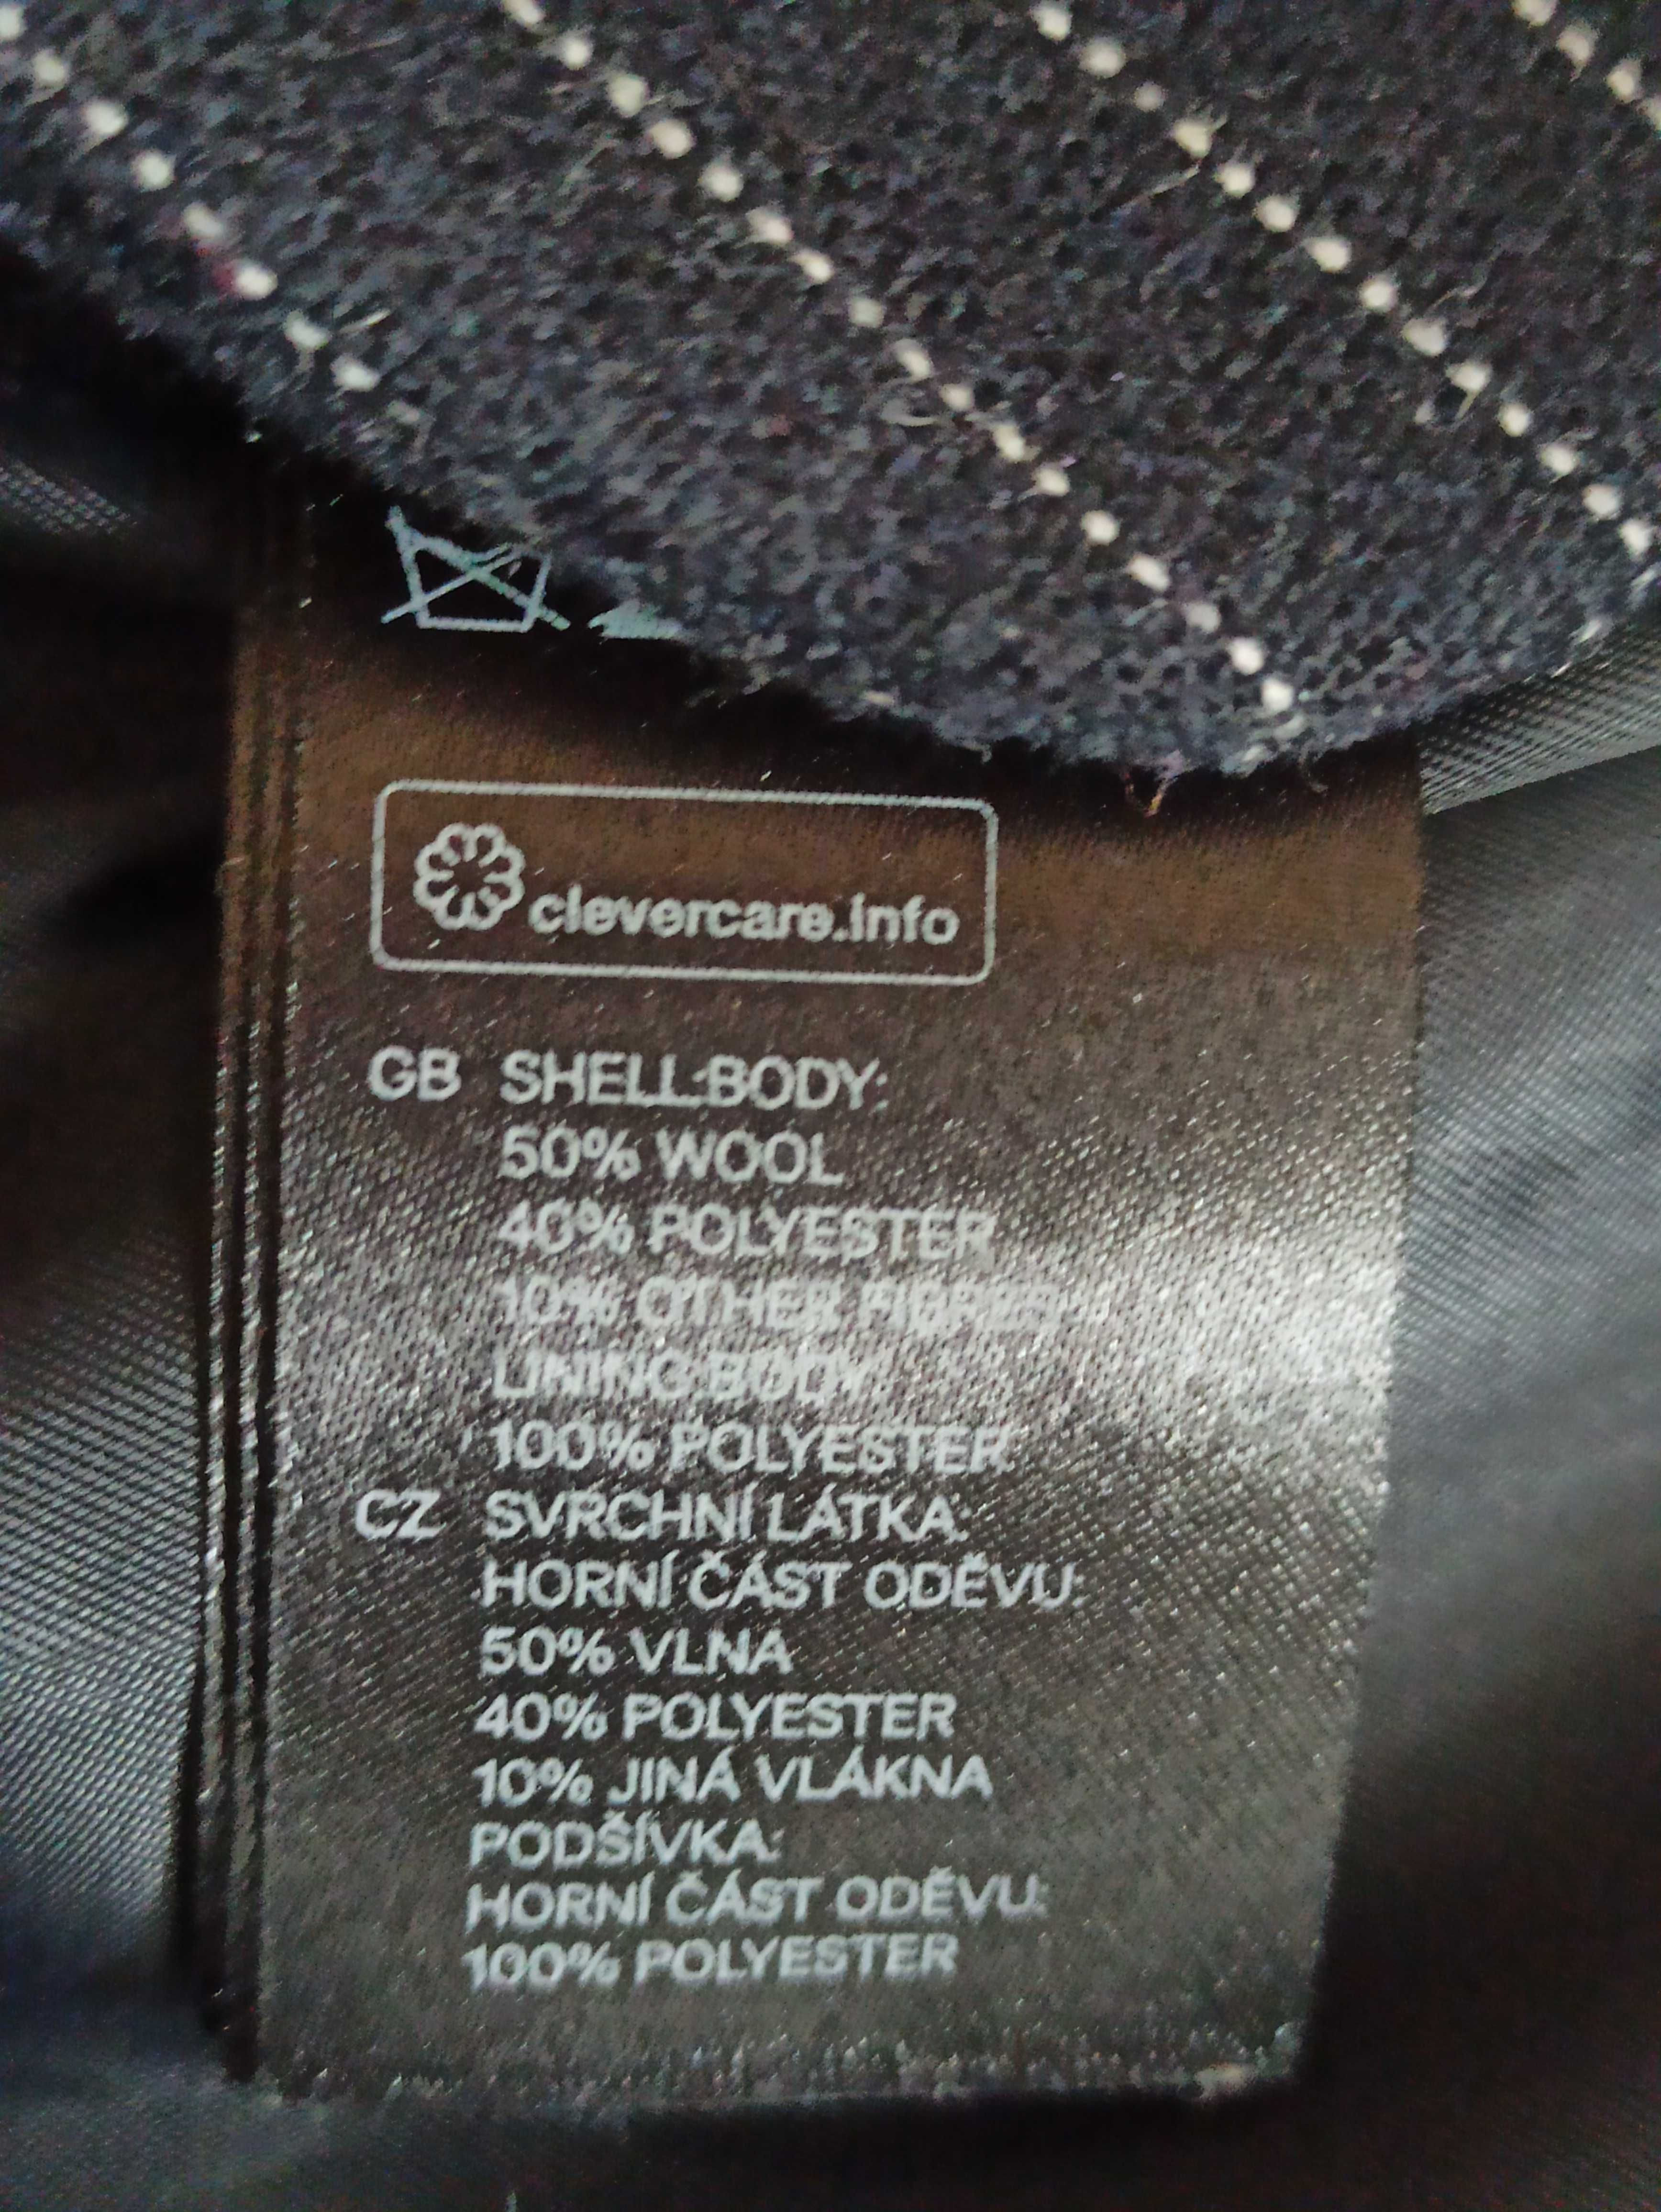 clevercare.info
GB SHELL:BODY:
50% WOOL
40% POLYESTER
10% OTHER FIBRES
LINING:BODY:
100% POLYESTER
CZ SVRCHNÍ LÁTKA:
HORNÍ ČÁST ODĚVU:
50% VLNA
40% POLYESTER
10% JINÁ VLÁKNA
PODŠÍVKA:
HORNÍ ČÁST ODĚVU:
100% POLYESTER